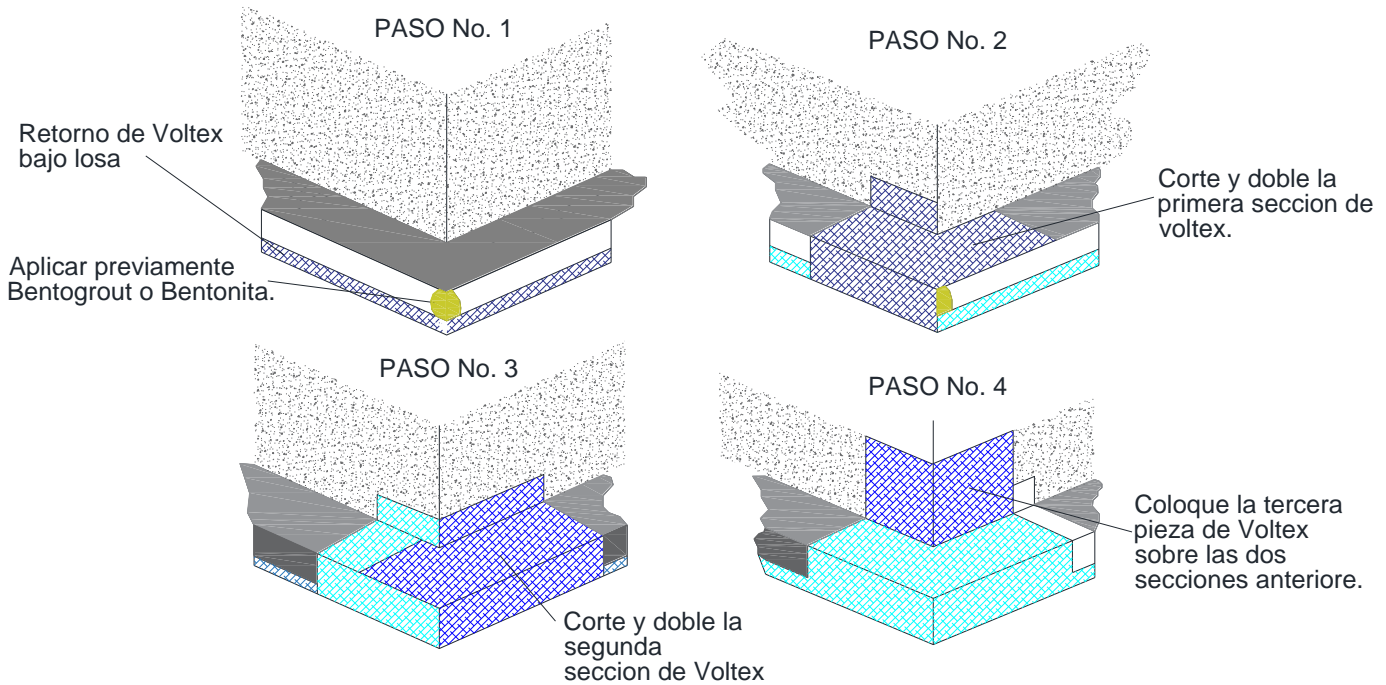 PASO No. 1
Retorno de Voltex
bajo losa
Aplicar previamente
Bentogrout o Bentonita.
PASO No. 2
Corte y doble la
primera seccion de
voltex.
PASO No. 3
Corte y doble la
segunda
seccion de Voltex
PASO No. 4
Coloque la tercera
pieza de Voltex
sobre las dos
secciones anteriore.